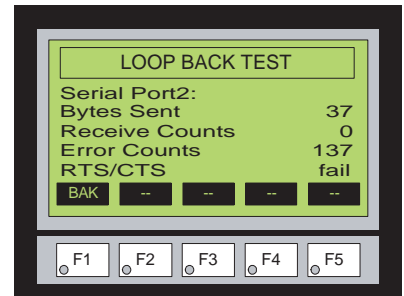 LOOP BACK TEST
Serial Port2:
Bytes Sent 37
Receive Counts 0
Error Counts 137
RTS/CTS fail
BAK -- -- -- --
F1 F2 F3 F4 F5